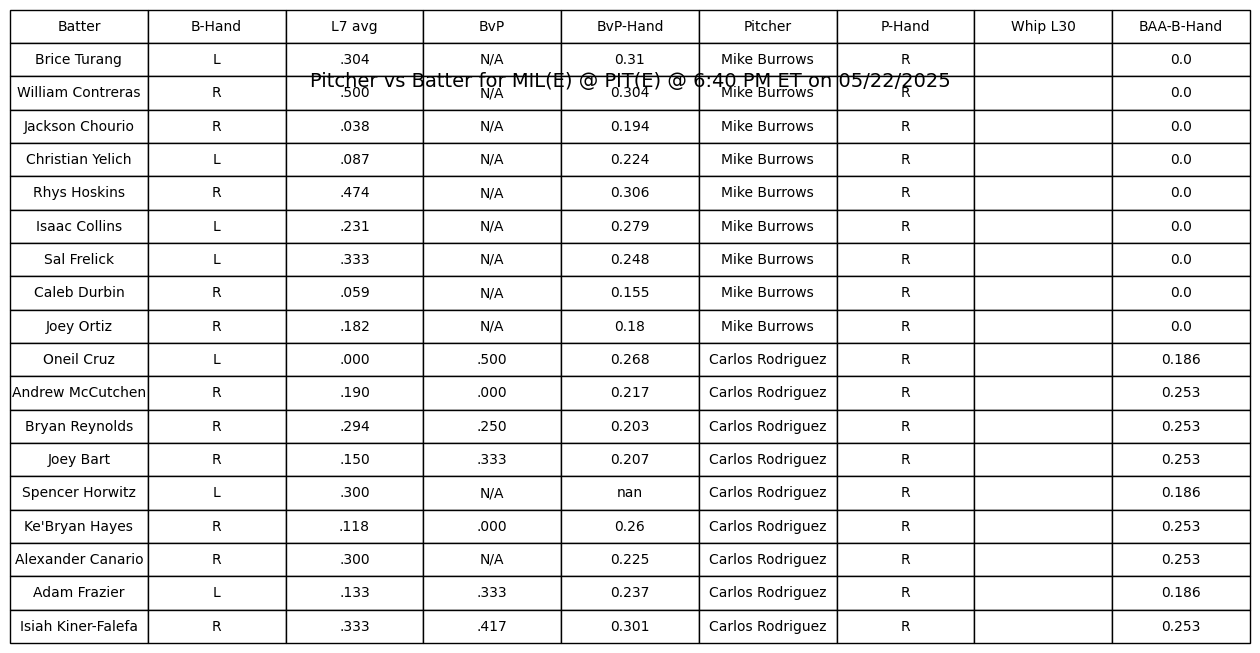 Batter B-Hand L7 avg BvP BvP-Hand Pitcher P-Hand Whip L30 BAA-B-Hand
Brice Turang L .304 N/A 0.31 Mike Burrows R 0.0
Pitcher vs Batter for MIL(E) @ PIT(E) @ 6:40 PM ET on 05/22/2025
William Contreras R .500 N/A 0.304 Mike Burrows R 0.0
Jackson Chourio R .038 N/A 0.194 Mike Burrows R 0.0
Christian Yelich L .087 N/A 0.224 Mike Burrows R 0.0
Rhys Hoskins R .474 N/A 0.306 Mike Burrows R 0.0
Isaac Collins L .231 N/A 0.279 Mike Burrows R 0.0
Sal Frelick L .333 N/A 0.248 Mike Burrows R 0.0
Caleb Durbin R .059 N/A 0.155 Mike Burrows R 0.0
Joey Ortiz R .182 N/A 0.18 Mike Burrows R 0.0
Oneil Cruz L .000 .500 0.268 Carlos Rodriguez R 0.186
Andrew McCutchen R .190 .000 0.217 Carlos Rodriguez R 0.253
Bryan Reynolds R .294 .250 0.203 Carlos Rodriguez R 0.253
Joey Bart R .150 .333 0.207 Carlos Rodriguez R 0.253
Spencer Horwitz L .300 N/A nan Carlos Rodriguez R 0.186
Ke'Bryan Hayes R .118 .000 0.26 Carlos Rodriguez R 0.253
Alexander Canario R .300 N/A 0.225 Carlos Rodriguez R 0.253
Adam Frazier L .133 .333 0.237 Carlos Rodriguez R 0.186
Isiah Kiner-Falefa R .333 .417 0.301 Carlos Rodriguez R 0.253